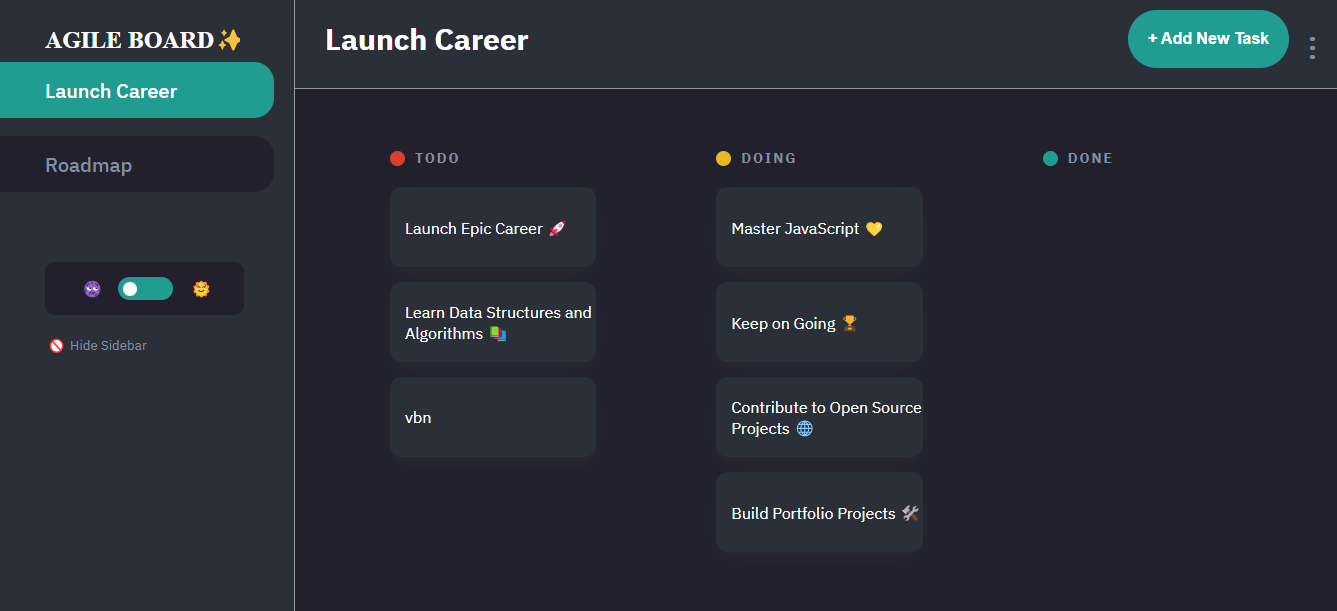 AGILE BOARD✨
Launch Career
Roadmap
🚫 Hide Sidebar
Launch Career
+ Add New Task
TODO
Launch Epic Career 🚀
Learn Data Structures and
Algorithms 📚
vbn
DOING
Master JavaScript 💛
Keep on Going 🏆
Contribute to Open Source
Projects 🌐
Build Portfolio Projects 🛠
DONE